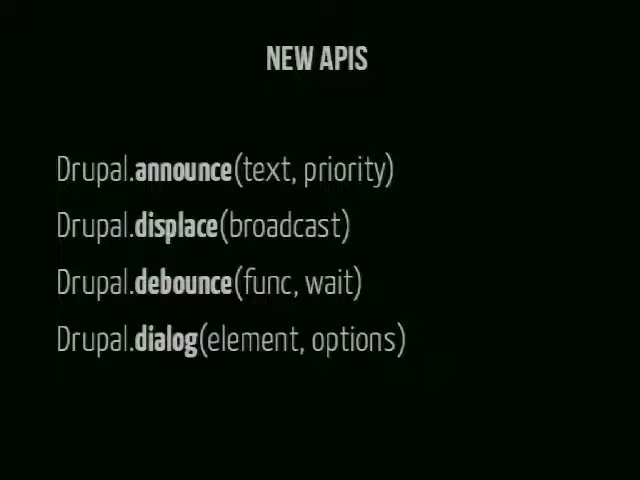 NEW APIS
Drupal.announce(text, priority)
Drupal.displace(broadcast)
Drupal.debounce(func, wait)
Drupal.dialog(element, options)